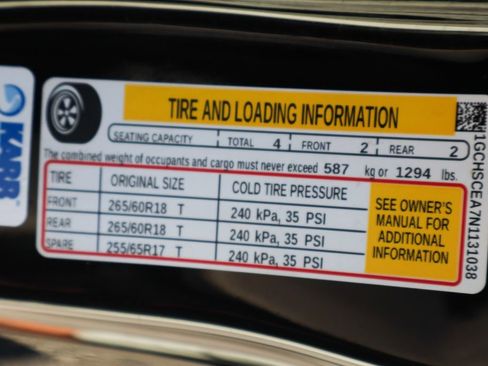 KARR
TIRE AND LOADING INFORMATION
SEATING CAPACITY TOTAL 4 FRONT 2 REAR 2
The combined weight of occupants and cargo must never exceed 587 kg or 1294 lbs.
TIRE ORIGINAL SIZE COLD TIRE PRESSURE
FRONT 265/60R18 T 240 kPa, 35 PSI
REAR 265/60R18 T 240 kPa, 35 PSI
SPARE 255/65R17 T 240 kPa, 35 PSI
SEE OWNER'S
MANUAL FOR
ADDITIONAL
INFORMATION
1GCHSCEA7N1131038